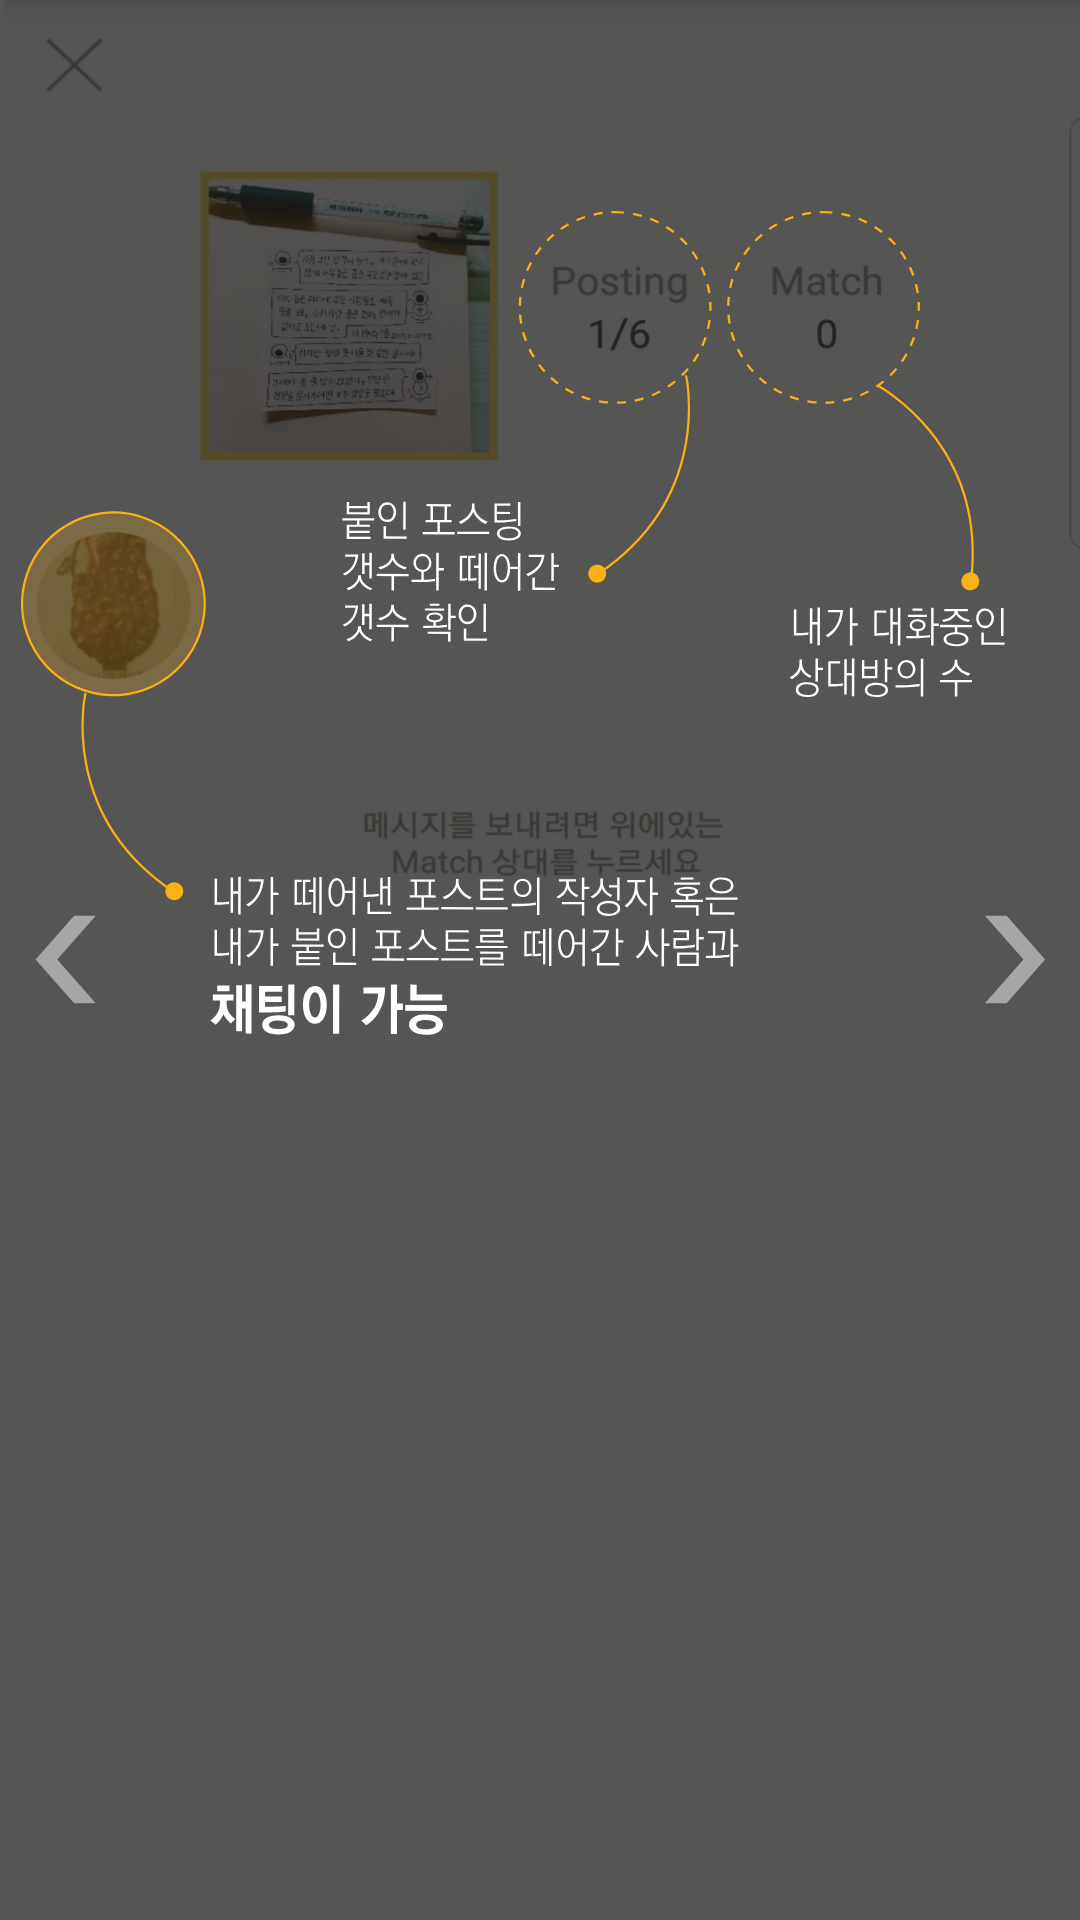 Posting
1/6
Match
0
붙인 포스팅
갯수와 떼어간
갯수 확인
내가 대화중인
상대방의 수
메시지를 보내려면 위에있는
Match 상대를 누르세요
내가 떼어낸 포스트의 작성자 혹은
내가 붙인 포스트를 떼어간 사람과
채팅이 가능